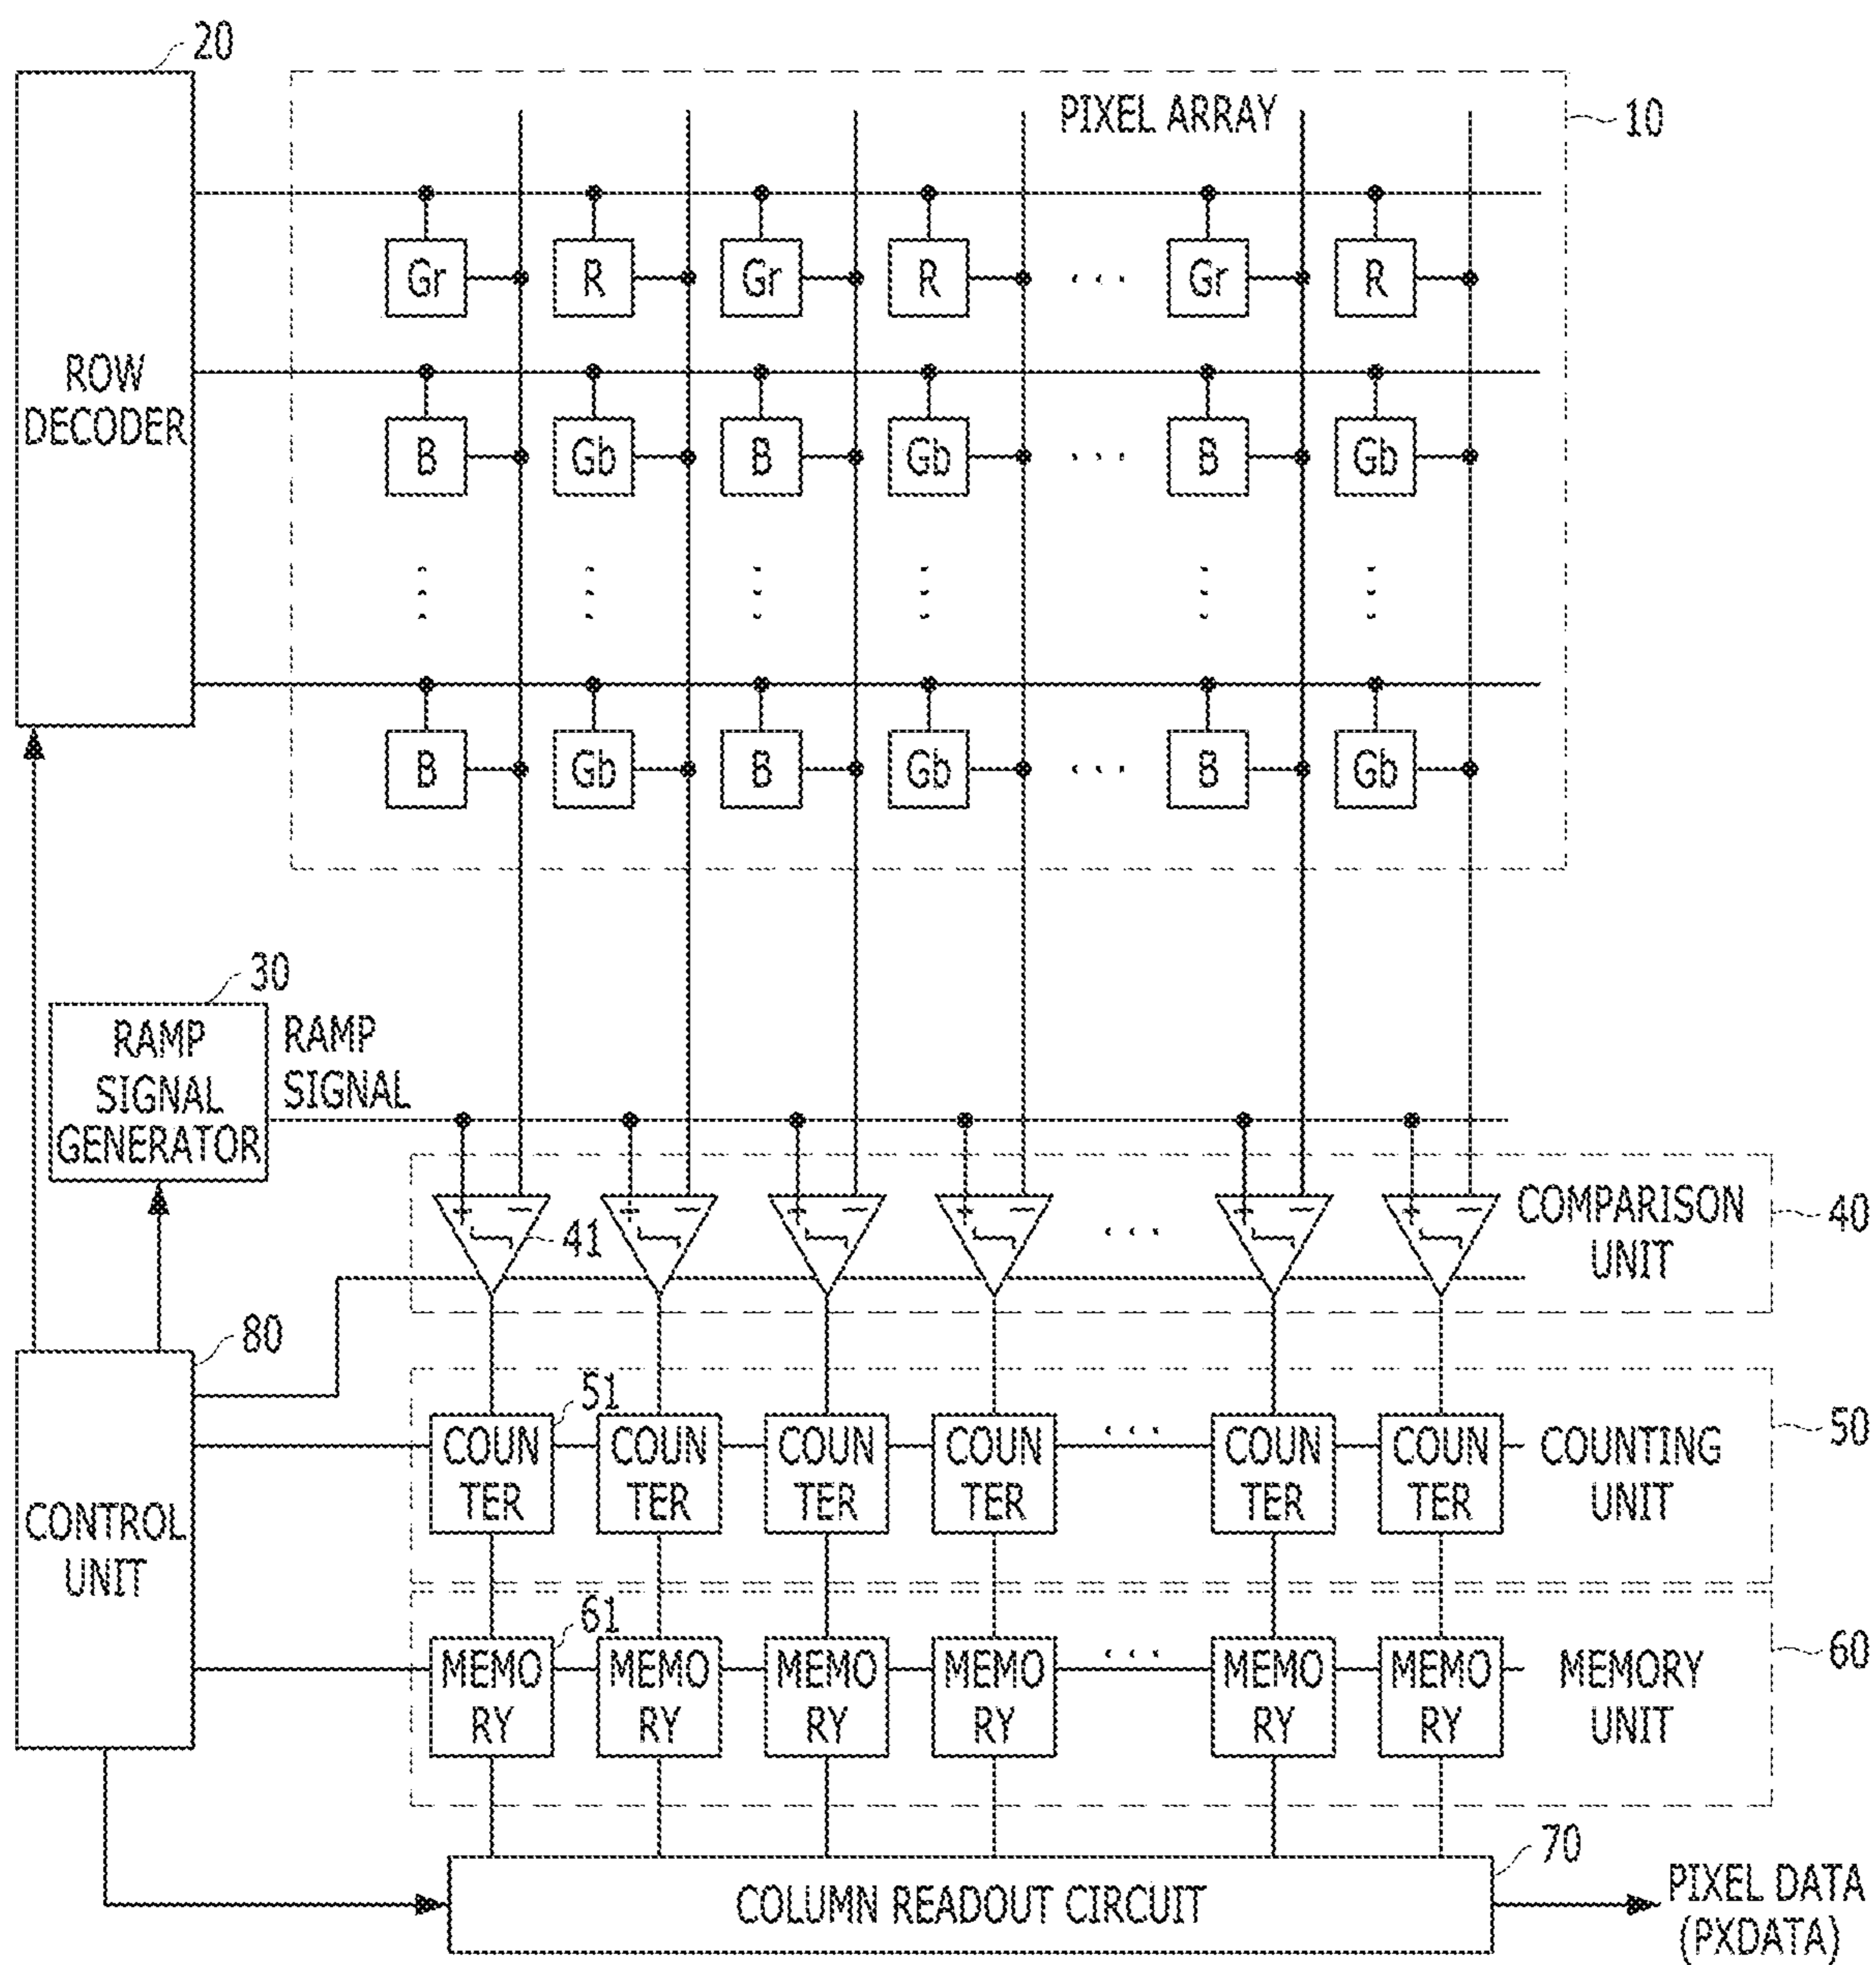 20
PIXEL ARRAY
10
Gr R Gr R ... Gr R
ROW
DECODER
B Gb B Gb ... B Gb
B Gb B Gb ... B Gb
30
RAMP
SIGNAL
GENERATOR
RAMP
SIGNAL
+ − + − + − + − + − + −
41
...
COMPARISON
UNIT
40
80
CONTROL
UNIT
51
COUN
TER
COUN
TER
COUN
TER
COUN
TER
...
COUN
TER
COUN
TER
COUNTING
UNIT
50
61
MEMO
RY
MEMO
RY
MEMO
RY
MEMO
RY
...
MEMO
RY
MEMO
RY
MEMORY
UNIT
60
70
COLUMN READOUT CIRCUIT
PIXEL DATA
(PXDATA)